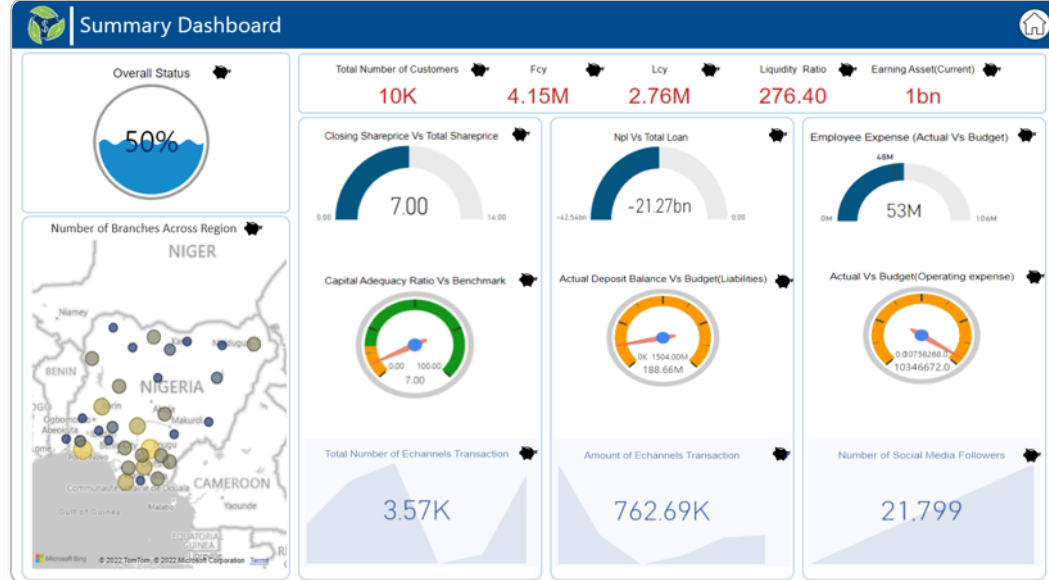 Summary Dashboard
Overall Status
50%
Total Number of Customers
10K
Fcy
4.15M
Lcy
2.76M
Liquidity Ratio
276.40
Earning Asset(Current)
1bn
Closing Shareprice Vs Total Shareprice
7.00
0.00
14.00
Npl Vs Total Loan
-21.27bn
-42.54bn
0.00
Employee Expense (Actual Vs Budget)
48M
53M
0M
106M
Number of Branches Across Region
NIGER
Niamey
BENIN
NIGERIA
Makurdi
CAMEROON
Malabo
Yaounde
Gulf of Guinea
EQUATORIAL
GUINEA
Microsoft Bing
© 2022 TomTom, © 2022 Microsoft Corporation Terms
Capital Adequacy Ratio Vs Benchmark
0.00 100.00
7.00
Actual Deposit Balance Vs Budget(Liabilities)
0K 1504.00M
188.66M
Actual Vs Budget(Operating expense)
10346672.0
Total Number of Echannels Transaction
3.57K
Amount of Echannels Transaction
762.69K
Number of Social Media Followers
21.799